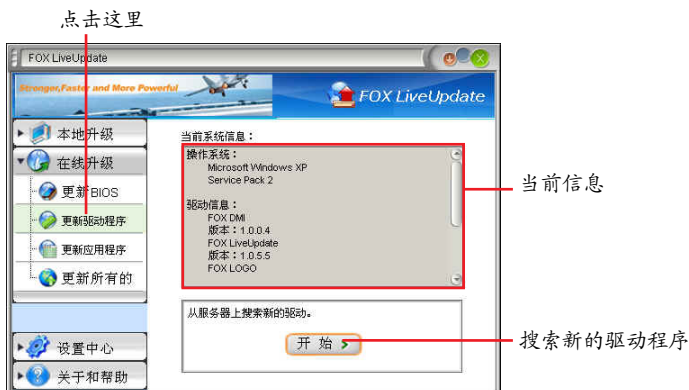 点击这里
FOX LiveUpdate
Stronger,Faster and More Powerful
FOX LiveUpdate
本地升级
在线升级
更新BIOS
更新驱动程序
更新应用程序
更新所有的
设置中心
关于和帮助
当前系统信息：
操作系统：
Microsoft Windows XP
Service Pack 2
驱动信息：
FOX DMI
版本：1.0.0.4
FOX LiveUpdate
版本：1.0.5.5
FOX LOGO
当前信息
从服务器上搜索新的驱动。
开 始
搜索新的驱动程序